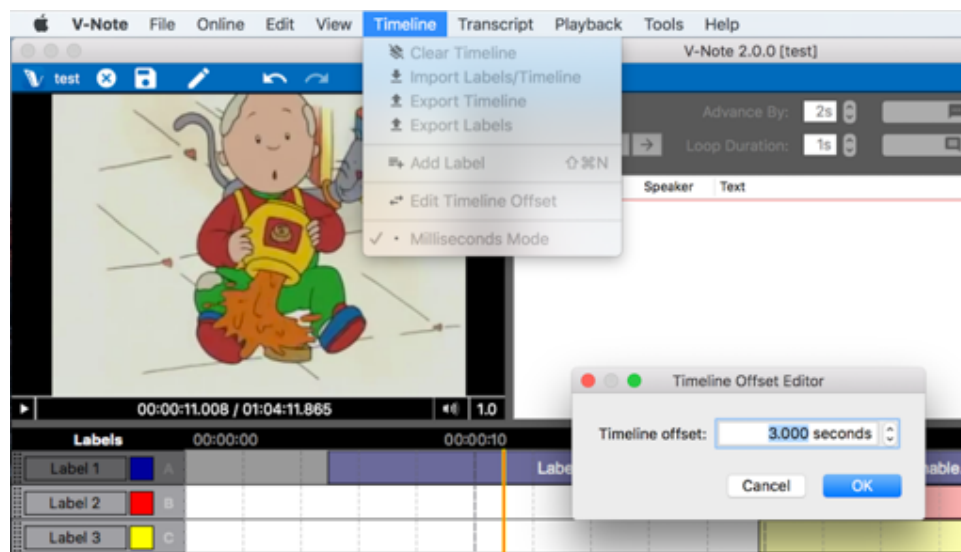 V-Note File Online Edit View Timeline Transcript Playback Tools Help
V-Note 2.0.0 [test]
test
Clear Timeline
Import Labels/Timeline
Export Timeline
Export Labels
Add Label ⇧⌘N
Edit Timeline Offset
✓ • Milliseconds Mode
Advance By: 2s
Loop Duration: 1s
Speaker Text
00:00:11.008 / 01:04:11.865 1.0
Timeline Offset Editor
Timeline offset: 3.000 seconds
Cancel OK
Labels 00:00:00 00:00:10
Label 1 A
Label 2 B
Label 3 C